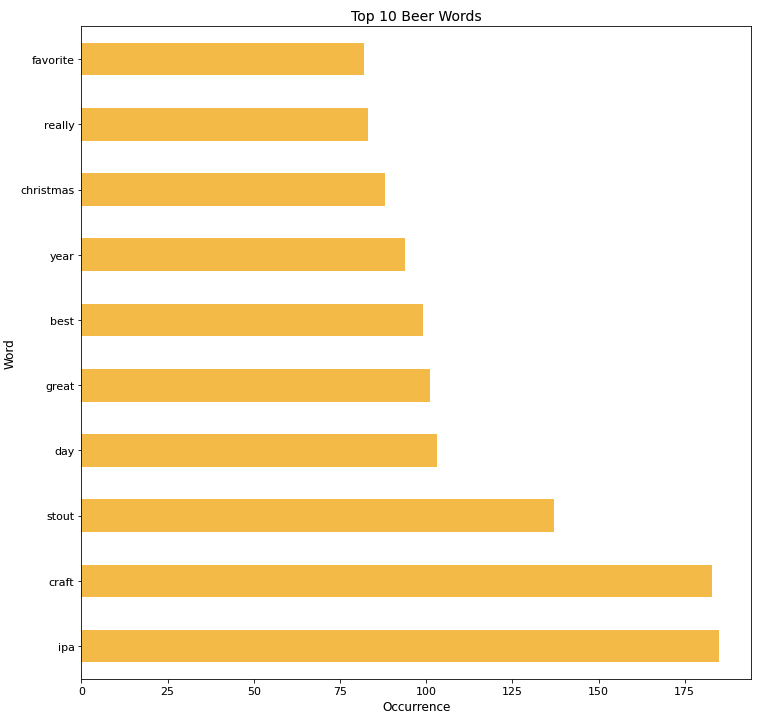 Top 10 Beer Words
favorite
really
christmas
year
best
great
day
stout
craft
ipa
Word
0 25 50 75 100 125 150 175
Occurrence